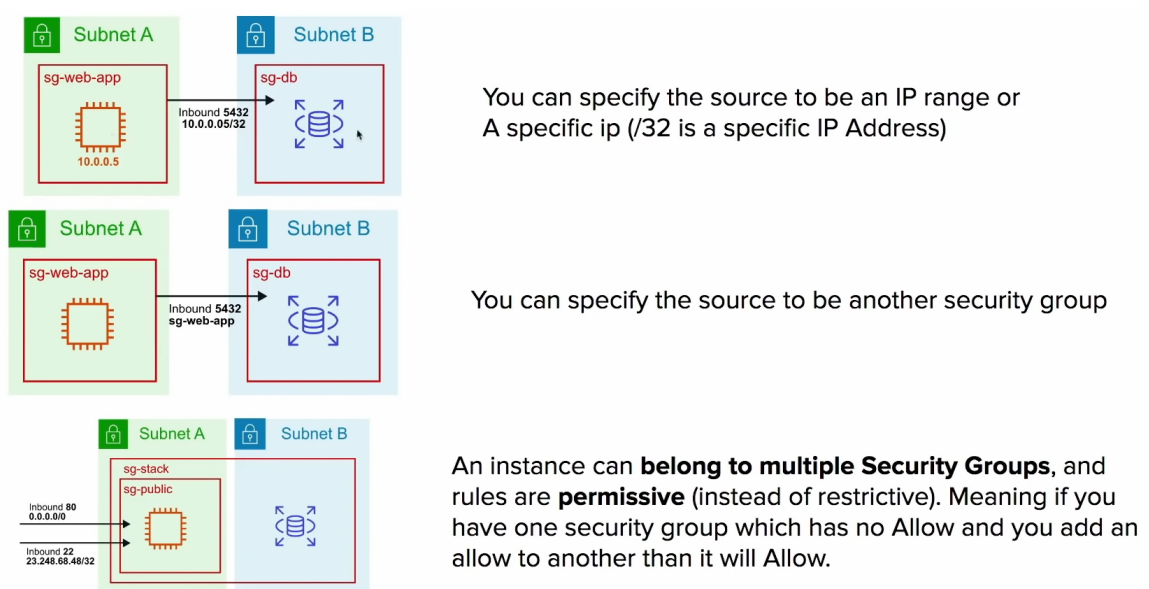 Subnet A
Subnet B
sg-web-app
sg-db
Inbound 5432
10.0.0.05/32
10.0.0.5
You can specify the source to be an IP range or
A specific ip (/32 is a specific IP Address)
Subnet A
Subnet B
sg-web-app
sg-db
Inbound 5432
sg-web-app
You can specify the source to be another security group
Subnet A
Subnet B
sg-stack
sg-public
Inbound 80
0.0.0.0/0
Inbound 22
23.248.68.48/32
An instance can belong to multiple Security Groups, and
rules are permissive (instead of restrictive). Meaning if you
have one security group which has no Allow and you add an
allow to another than it will Allow.